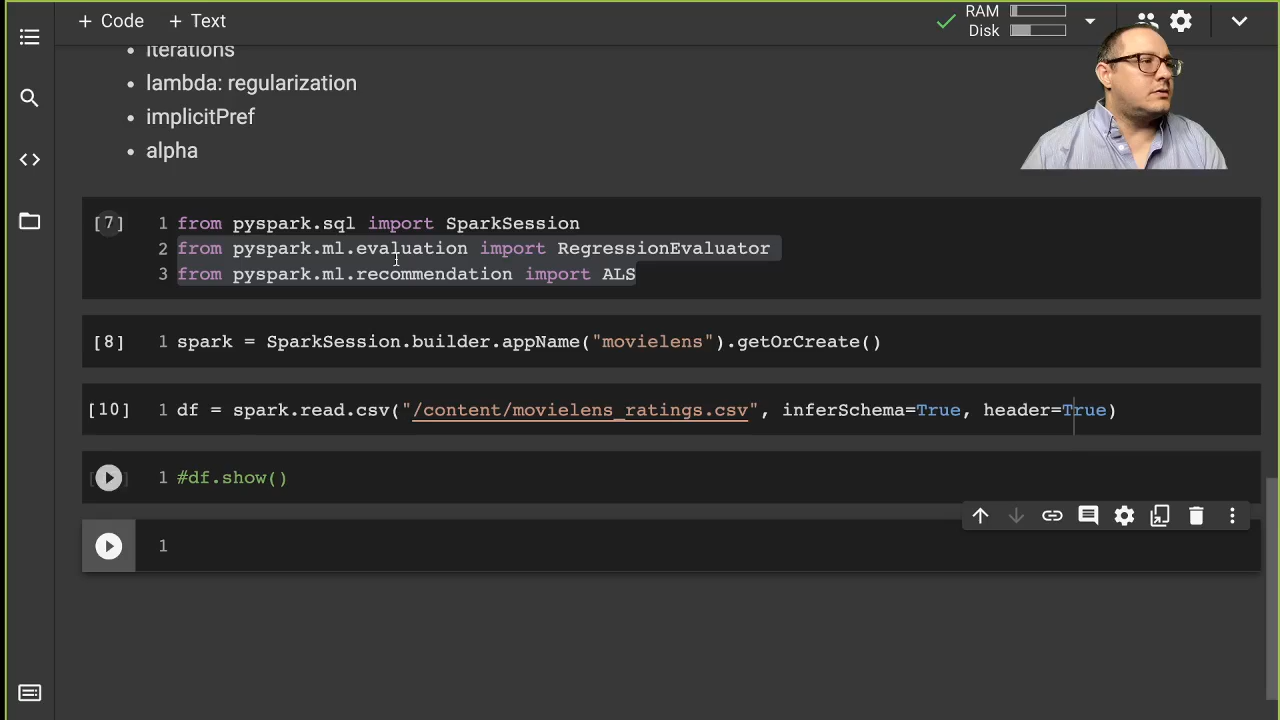 + Code + Text
RAM
Disk
iterations
lambda: regularization
implicitPref
alpha
[7]
1 from pyspark.sql import SparkSession
2 from pyspark.ml.evaluation import RegressionEvaluator
3 from pyspark.ml.recommendation import ALS
[8] 1 spark = SparkSession.builder.appName("movielens").getOrCreate()
[10] 1 df = spark.read.csv("/content/movielens_ratings.csv", inferSchema=True, header=True)
1 #df.show()
1